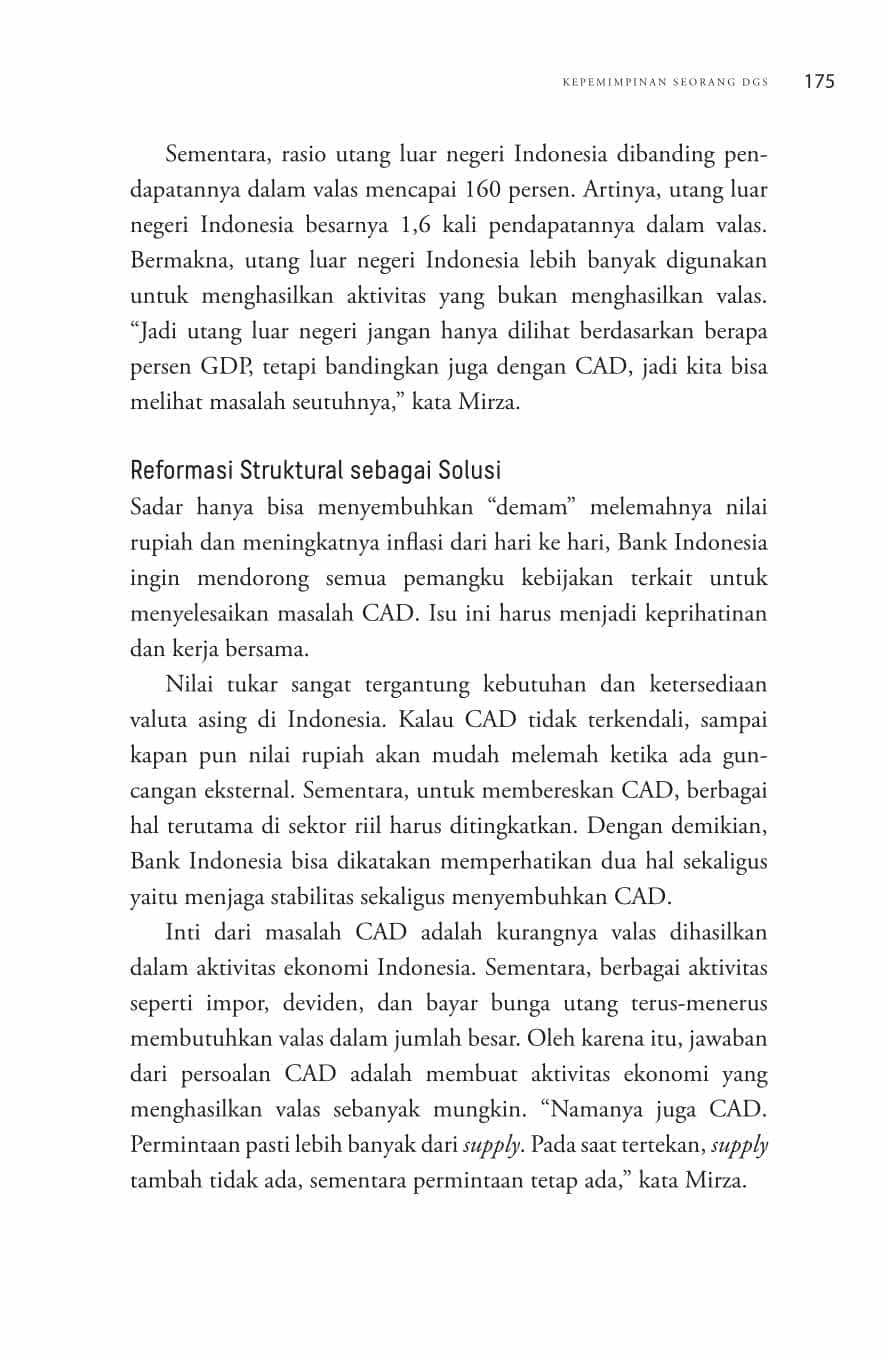 KEPEMIMPINAN SEORANG DGS 175
Sementara, rasio utang luar negeri Indonesia dibanding pen-
dapatannya dalam valas mencapai 160 persen. Artinya, utang luar
negeri Indonesia besarnya 1,6 kali pendapatannya dalam valas.
Bermakna, utang luar negeri Indonesia lebih banyak digunakan
untuk menghasilkan aktivitas yang bukan menghasilkan valas.
“Jadi utang luar negeri jangan hanya dilihat berdasarkan berapa
persen GDP, tetapi bandingkan juga dengan CAD, jadi kita bisa
melihat masalah seutuhnya,” kata Mirza.
Reformasi Struktural sebagai Solusi
Sadar hanya bisa menyembuhkan “demam” melemahnya nilai
rupiah dan meningkatnya inflasi dari hari ke hari, Bank Indonesia
ingin mendorong semua pemangku kebijakan terkait untuk
menyelesaikan masalah CAD. Isu ini harus menjadi keprihatinan
dan kerja bersama.
Nilai tukar sangat tergantung kebutuhan dan ketersediaan
valuta asing di Indonesia. Kalau CAD tidak terkendali, sampai
kapan pun nilai rupiah akan mudah melemah ketika ada gun-
cangan eksternal. Sementara, untuk membereskan CAD, berbagai
hal terutama di sektor riil harus ditingkatkan. Dengan demikian,
Bank Indonesia bisa dikatakan memperhatikan dua hal sekaligus
yaitu menjaga stabilitas sekaligus menyembuhkan CAD.
Inti dari masalah CAD adalah kurangnya valas dihasilkan
dalam aktivitas ekonomi Indonesia. Sementara, berbagai aktivitas
seperti impor, deviden, dan bayar bunga utang terus-menerus
membutuhkan valas dalam jumlah besar. Oleh karena itu, jawaban
dari persoalan CAD adalah membuat aktivitas ekonomi yang
menghasilkan valas sebanyak mungkin. “Namanya juga CAD.
Permintaan pasti lebih banyak dari supply. Pada saat tertekan, supply
tambah tidak ada, sementara permintaan tetap ada,” kata Mirza.